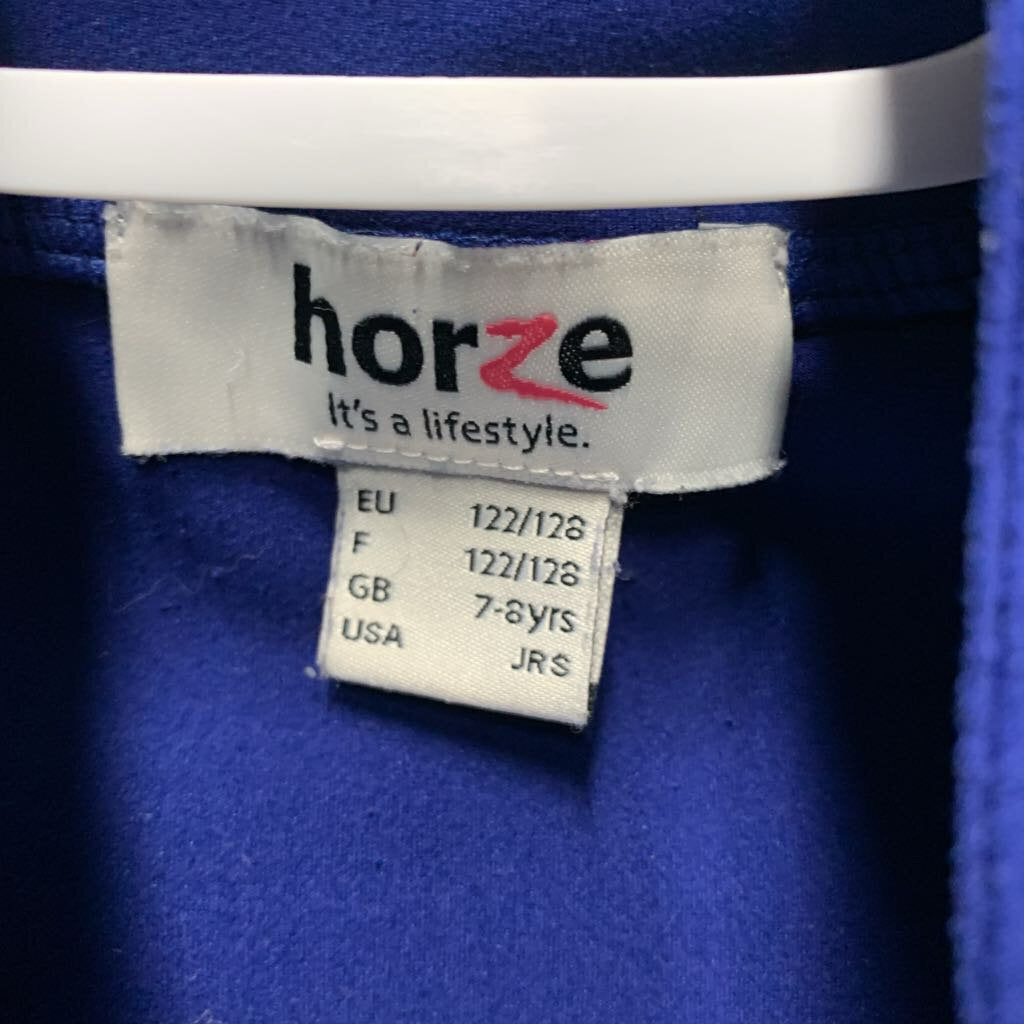 horze
It's a lifestyle.
EU 122/128
F 122/128
GB 7-8yrs
USA JRS